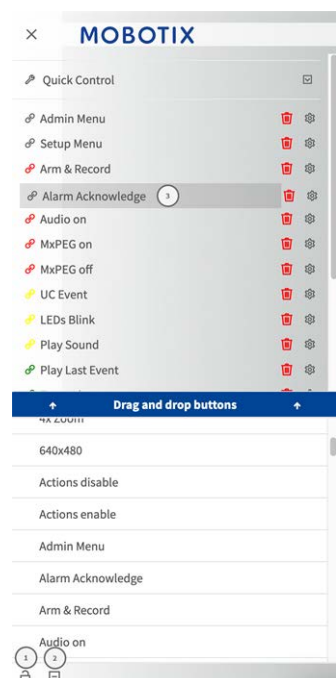 MOBOTIX
Quick Control
Admin Menu
Setup Menu
Arm & Record
Alarm Acknowledge 3
Audio on
MxPEG on
MxPEG off
UC Event
LEDs Blink
Play Sound
Play Last Event
Drag and drop buttons
4x Zoom
640x480
Actions disable
Actions enable
Admin Menu
Alarm Acknowledge
Arm & Record
Audio on
1 2